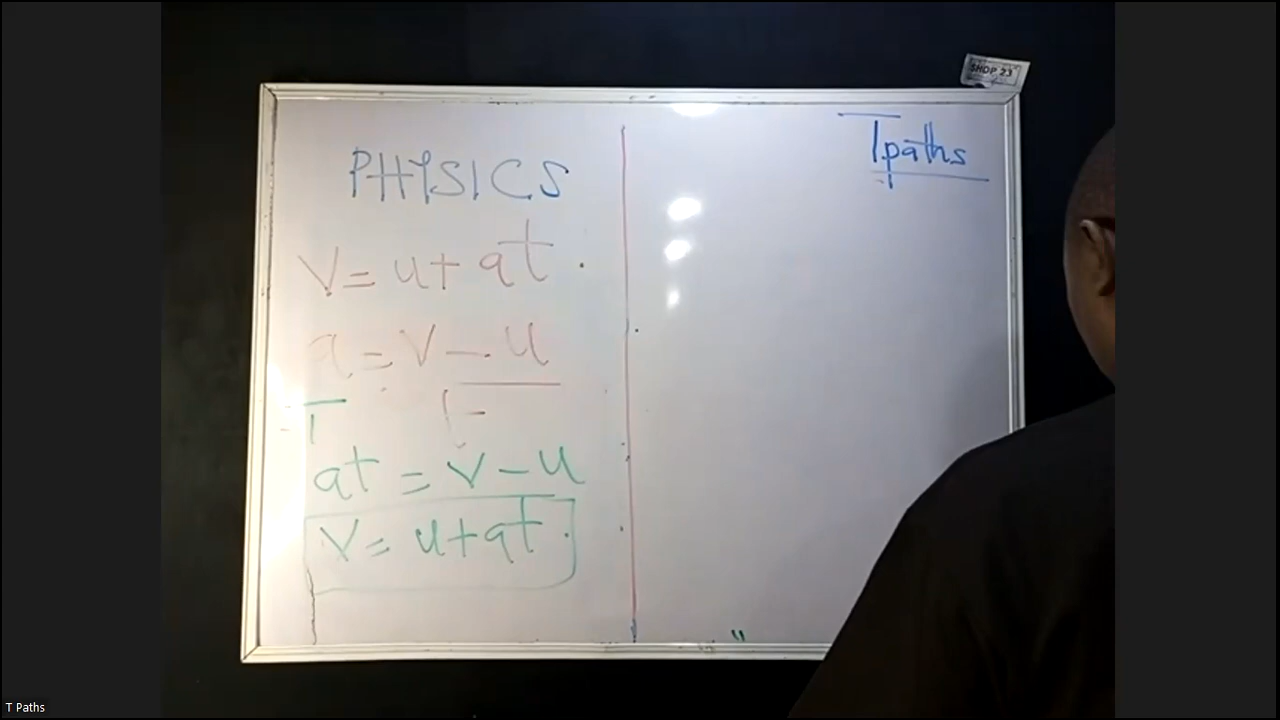 SHOP 23
Tpaths
PHYSICS
v = u + at
a = v - u
t
at = v - u
v = u + at
T Paths